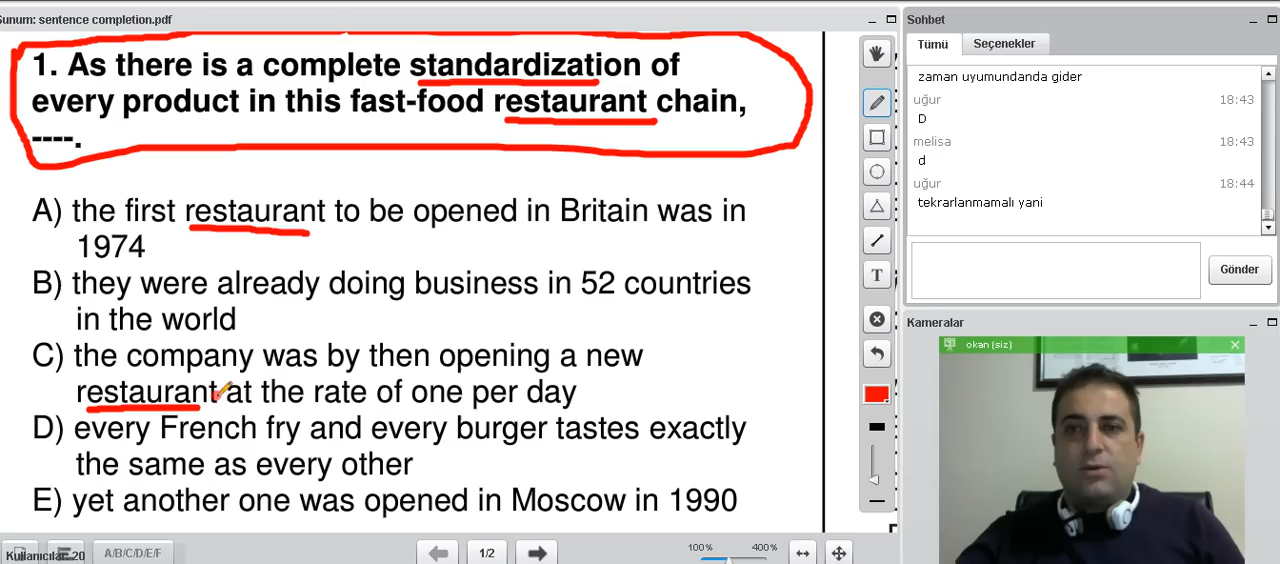 Sunum: sentence completion.pdf
1. As there is a complete standardization of
every product in this fast-food restaurant chain,
----.
A) the first restaurant to be opened in Britain was in
1974
B) they were already doing business in 52 countries
in the world
C) the company was by then opening a new
restaurant at the rate of one per day
D) every French fry and every burger tastes exactly
the same as every other
E) yet another one was opened in Moscow in 1990
Kullanıcılar: 20
A/B/C/D/E/F
1/2
100% 400%
T
Sohbet
Tümü Seçenekler
zaman uyumundanda gider
uğur 18:43
D
melisa 18:43
d
uğur 18:44
tekrarlanmamalı yani
Gönder
Kameralar
okan (siz)